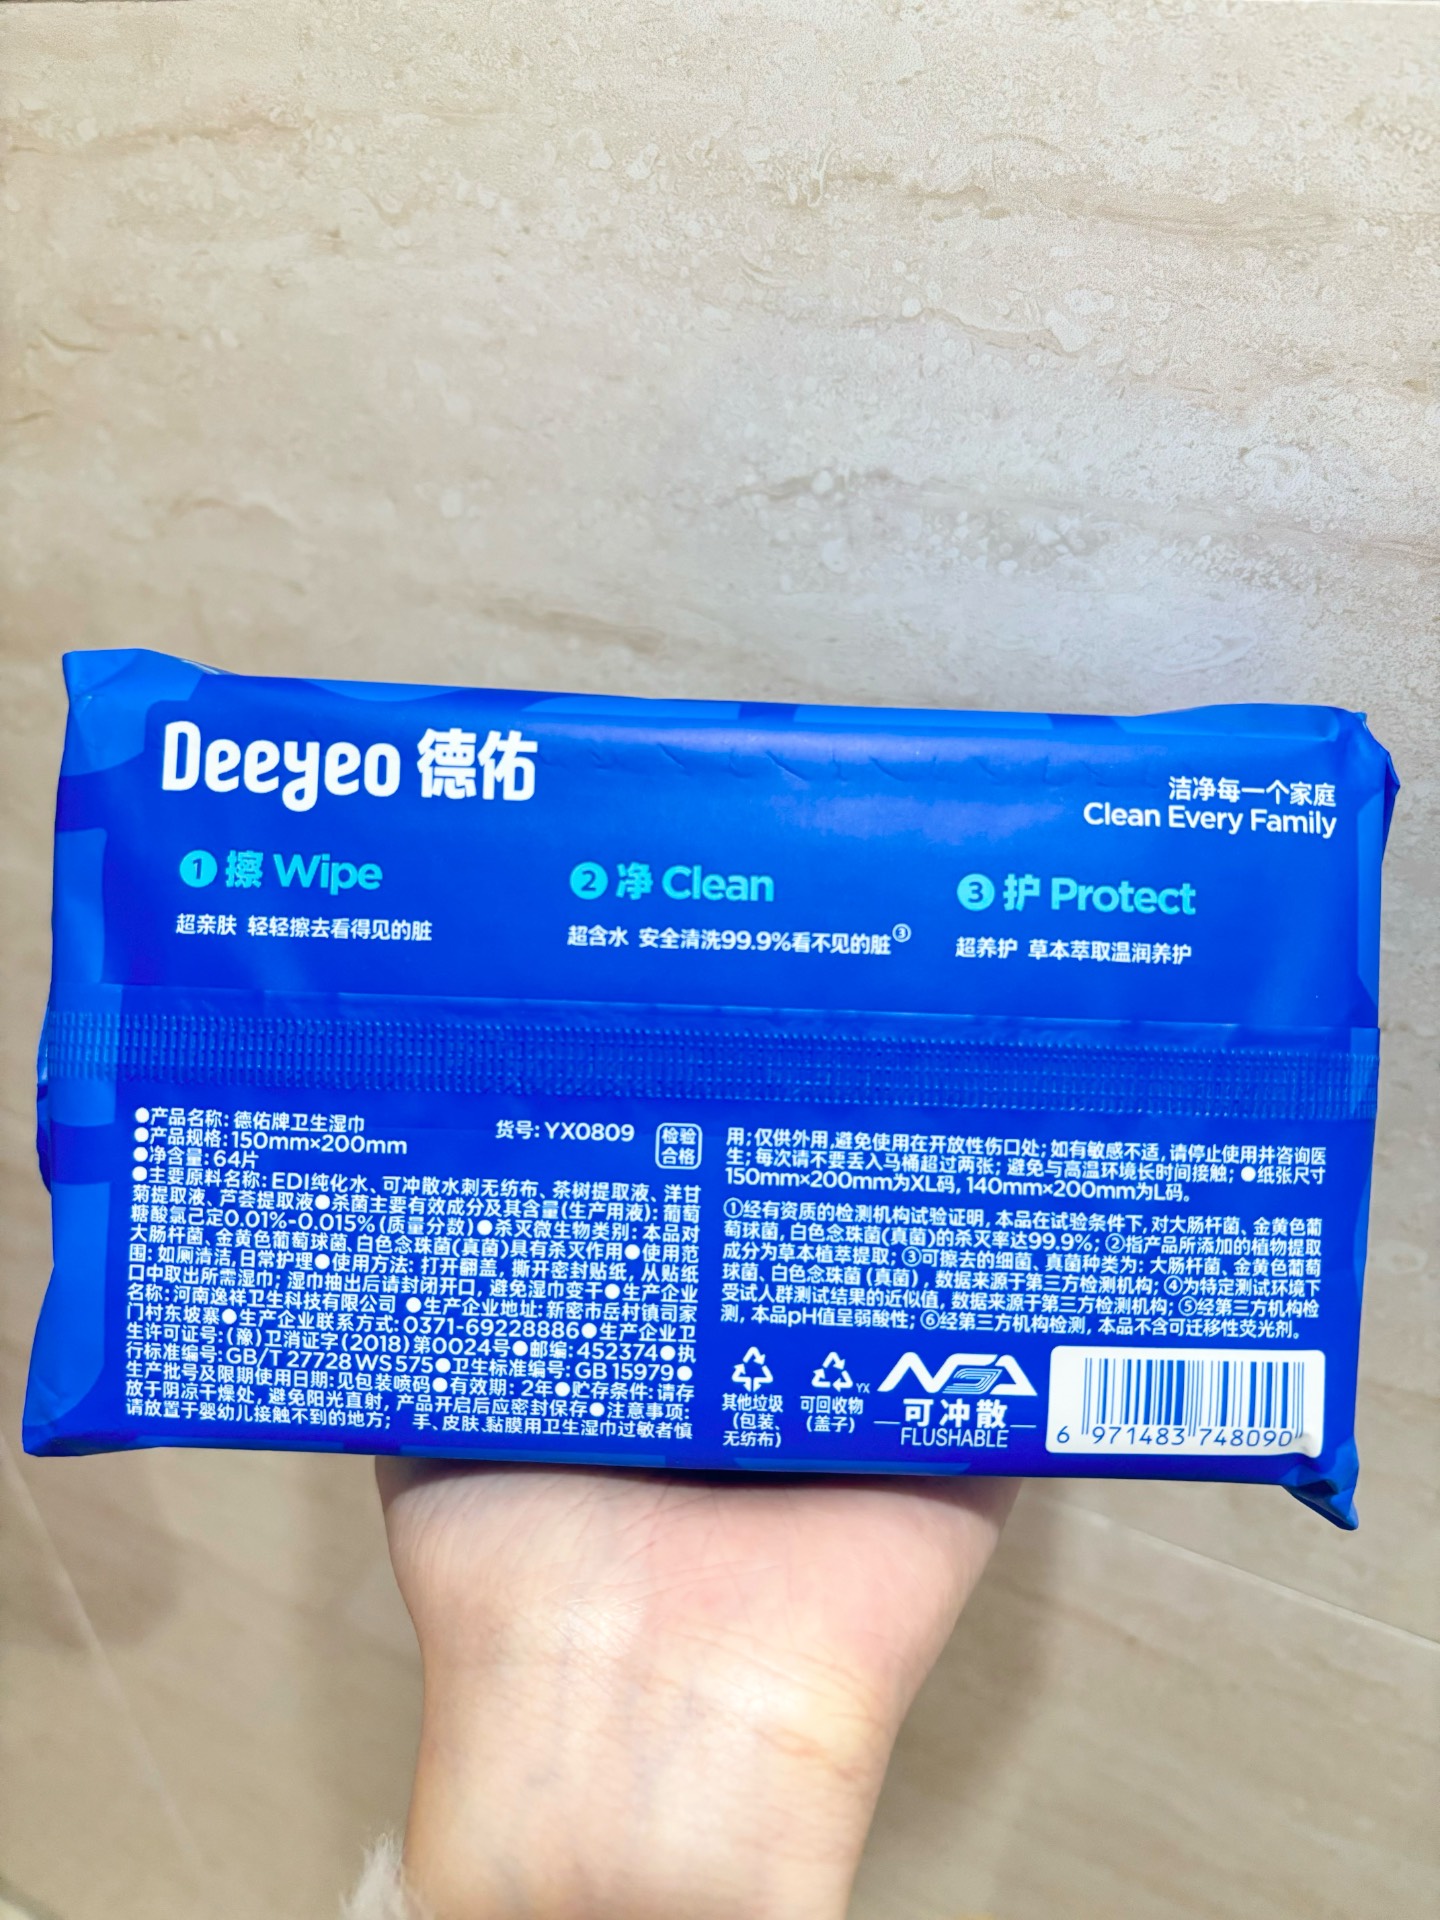 Deeyeo 德佑
洁净每一个家庭
Clean Every Family
1 擦 Wipe
超亲肤 轻轻擦去看得见的脏
2 净 Clean
超含水 安全清洗99.9%看不见的脏③
3 护 Protect
超养护 草本萃取温润养护
●产品名称:德佑牌卫生湿巾
货号:YX0809
检验
合格
●产品规格:150mm×200mm
●净含量:64片
●主要原料名称:EDI纯化水、可冲散水刺无纺布、茶树提取液、洋甘
菊提取液、芦荟提取液●杀菌主要有效成分及其含量(生产用液):葡萄
糖酸氯己定0.01%-0.015%(质量分数)●杀灭微生物类别:本品对
大肠杆菌、金黄色葡萄球菌、白色念珠菌(真菌)具有杀灭作用●使用范
围:如厕清洁,日常护理●使用方法:打开翻盖,撕开密封贴纸,从贴纸
口中取出所需湿巾;湿巾抽出后请封闭开口,避免湿巾变干●生产企业
名称:河南逸祥卫生科技有限公司 ●生产企业地址:新密市岳村镇司家
门村东坡寨●生产企业联系方式:0371-69228886●生产企业卫
生许可证号:(豫)卫消证字(2018)第0024号●邮编:452374●执
行标准编号:GB/T 27728 WS 575●卫生标准编号:GB 15979●
生产批号及限期使用日期:见包装喷码●有效期:2年●贮存条件:请存
放于阴凉干燥处,避免阳光直射,产品开启后应密封保存●注意事项:
请放置于婴幼儿接触不到的地方; 手、皮肤、黏膜用卫生湿巾过敏者慎
用;仅供外用,避免使用在开放性伤口处;如有敏感不适,请停止使用并咨询医
生;每次请不要丢入马桶超过两张;避免与高温环境长时间接触;●纸张尺寸
150mm×200mm为XL码,140mm×200mm为L码。
①经有资质的检测机构试验证明,本品在试验条件下,对大肠杆菌、金黄色葡
萄球菌,白色念珠菌(真菌)的杀灭率达99.9%;②指产品所添加的植物提取
成分为草本植萃提取;③可擦去的细菌、真菌种类为:大肠杆菌、金黄色葡萄
球菌、白色念珠菌(真菌),数据来源于第三方检测机构;④为特定测试环境下
受试人群测试结果的近似值,数据来源于第三方检测机构;⑤经第三方机构检
测,本品pH值呈弱酸性;⑥经第三方机构检测,本品不含可迁移性荧光剂。
其他垃圾
(包装、
无纺布)
YX
可回收物
(盖子)
可冲散
FLUSHABLE
6 971483 748090